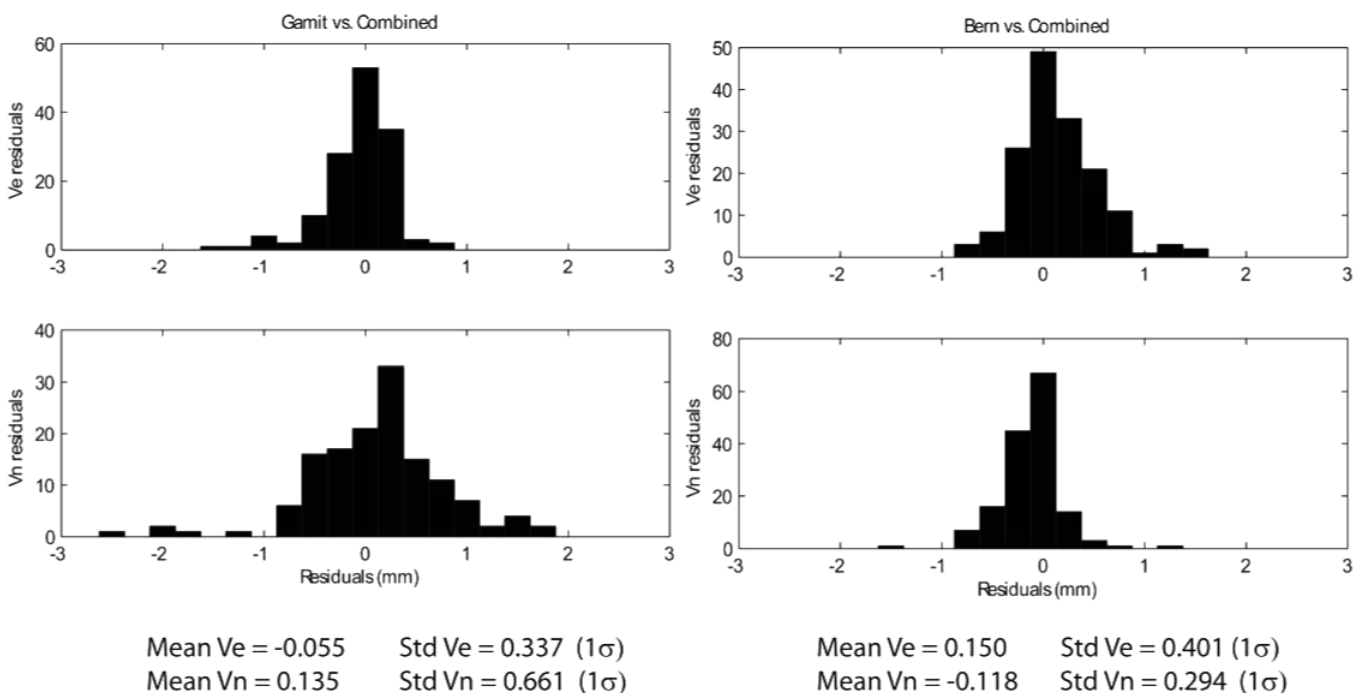 Gamit vs. Combined
60
40
20
0
Ve residuals
-3 -2 -1 0 1 2 3
40
30
20
10
0
Vn residuals
-3 -2 -1 0 1 2 3
Residuals (mm)
Mean Ve = -0.055 Std Ve = 0.337 (1σ)
Mean Vn = 0.135 Std Vn = 0.661 (1σ)
Bern vs. Combined
50
40
30
20
10
0
Ve residuals
-3 -2 -1 0 1 2 3
80
60
40
20
0
Vn residuals
-3 -2 -1 0 1 2 3
Residuals (mm)
Mean Ve = 0.150 Std Ve = 0.401 (1σ)
Mean Vn = -0.118 Std Vn = 0.294 (1σ)